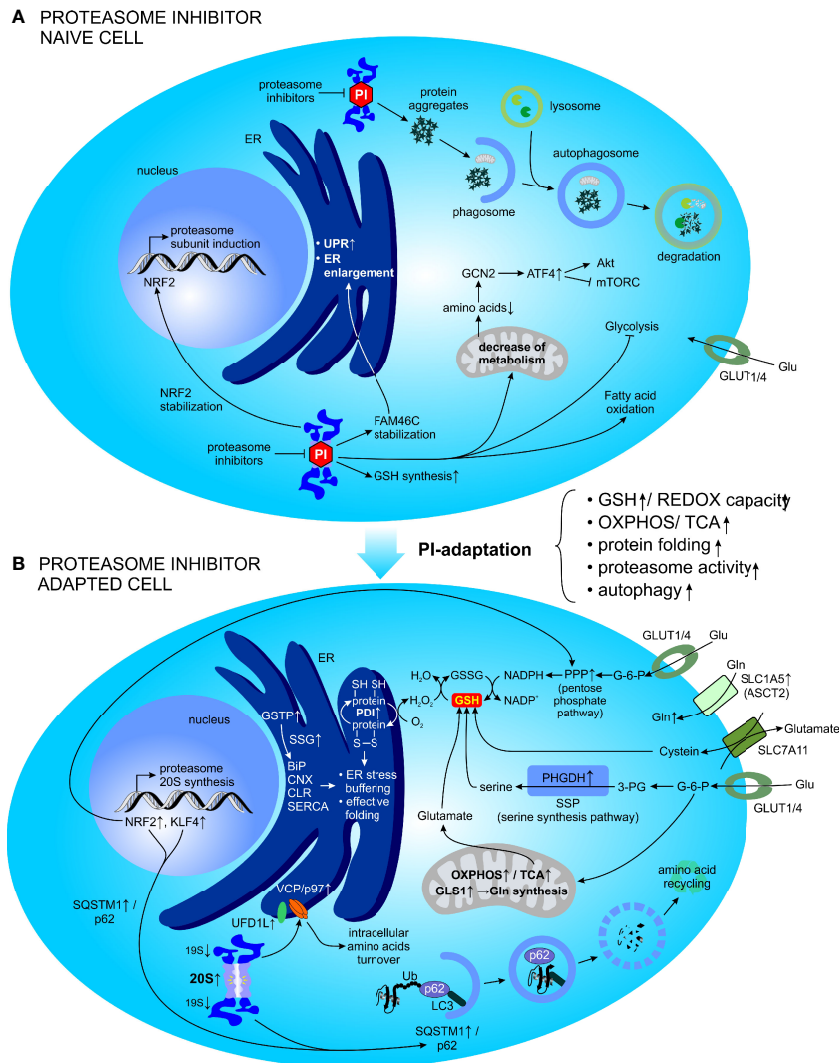 A PROTEASOME INHIBITOR
NAIVE CELL
proteasome
inhibitors
PI
protein
aggregates
lysosome
ER
nucleus
phagosome
autophagosome
degradation
proteasome
subunit induction
NRF2
• UPR↑
• ER
enlargement
GCN2
ATF4↑
Akt
mTORC
amino acids↓
decrease of
metabolism
Glycolysis
GLUT↑1/4
Glu
Fatty acid
oxidation
NRF2
stabilization
FAM46C
stabilization
proteasome
inhibitors
PI
GSH synthesis↑
PI-adaptation
• GSH↑/ REDOX capacity↑
• OXPHOS/ TCA↑
• protein folding↑
• proteasome activity↑
• autophagy↑
B PROTEASOME INHIBITOR
ADAPTED CELL
ER
nucleus
proteasome
20S synthesis
NRF2↑, KLF4↑
GGTP↑
SSG↑
BiP
CNX
CLR
SERCA
SH SH
protein
PDI↑
protein
S—S
• ER stress
buffering
• effective
folding
H₂O
H₂O₂
O₂
GSSG
GSH
NADPH
NADP⁺
PPP↑
(pentose
phosphate
pathway)
G-6-P
GLUT1/4
Glu
Gln
SLC1A5↑
(ASCT2)
Gln↑
Glutamate
SLC7A11
Cystein
serine
PHGDH↑
SSP
(serine synthesis pathway)
3-PG
G-6-P
Glu
GLUT1/4
Glutamate
OXPHOS↑ / TCA↑
GLS1↑→Gln synthesis
amino acid
recycling
SQSTM1↑ /
p62
VCP/p97↑
UFD1L↑
intracellular
amino acids
turnover
19S↓
20S↑
19S↓
Ub
p62
LC3
p62
SQSTM1↑ /
p62